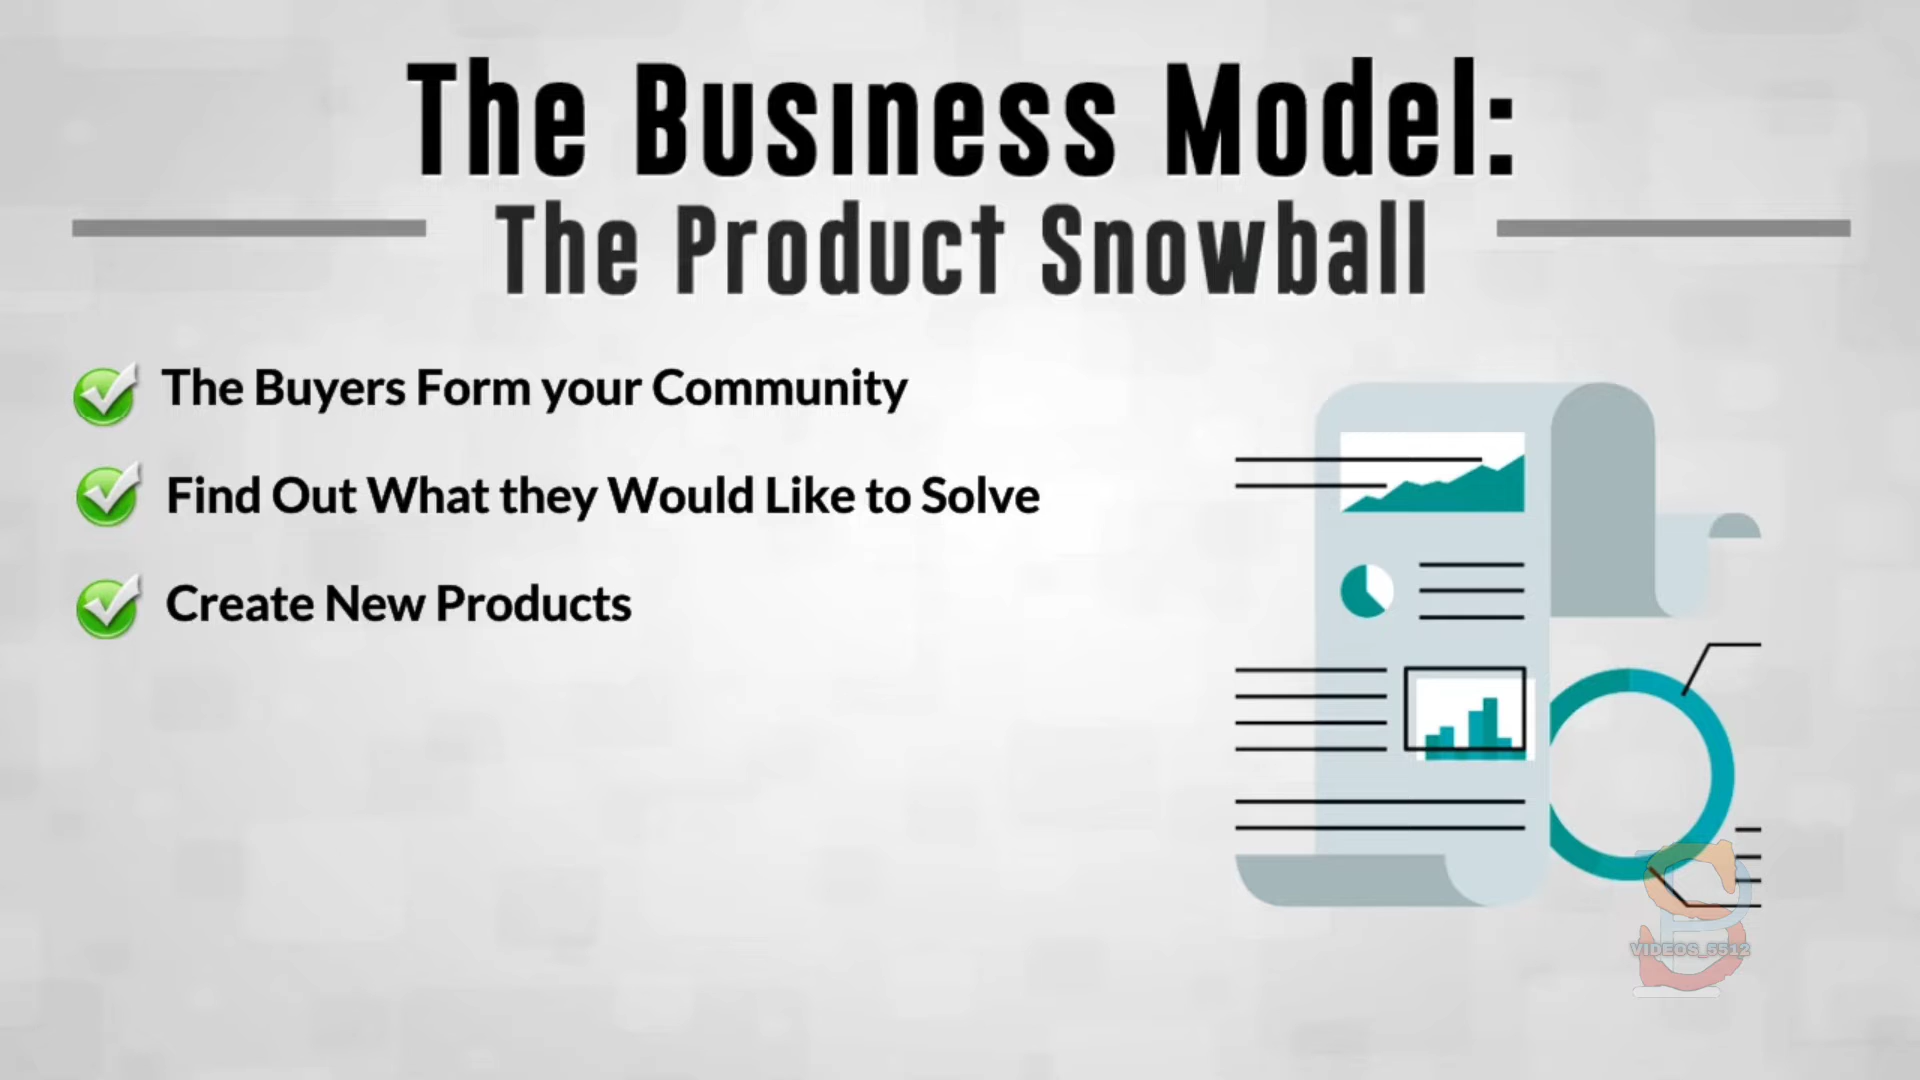 The Business Model:
The Product Snowball
The Buyers Form your Community
Find Out What they Would Like to Solve
Create New Products
VIDEOS_5512